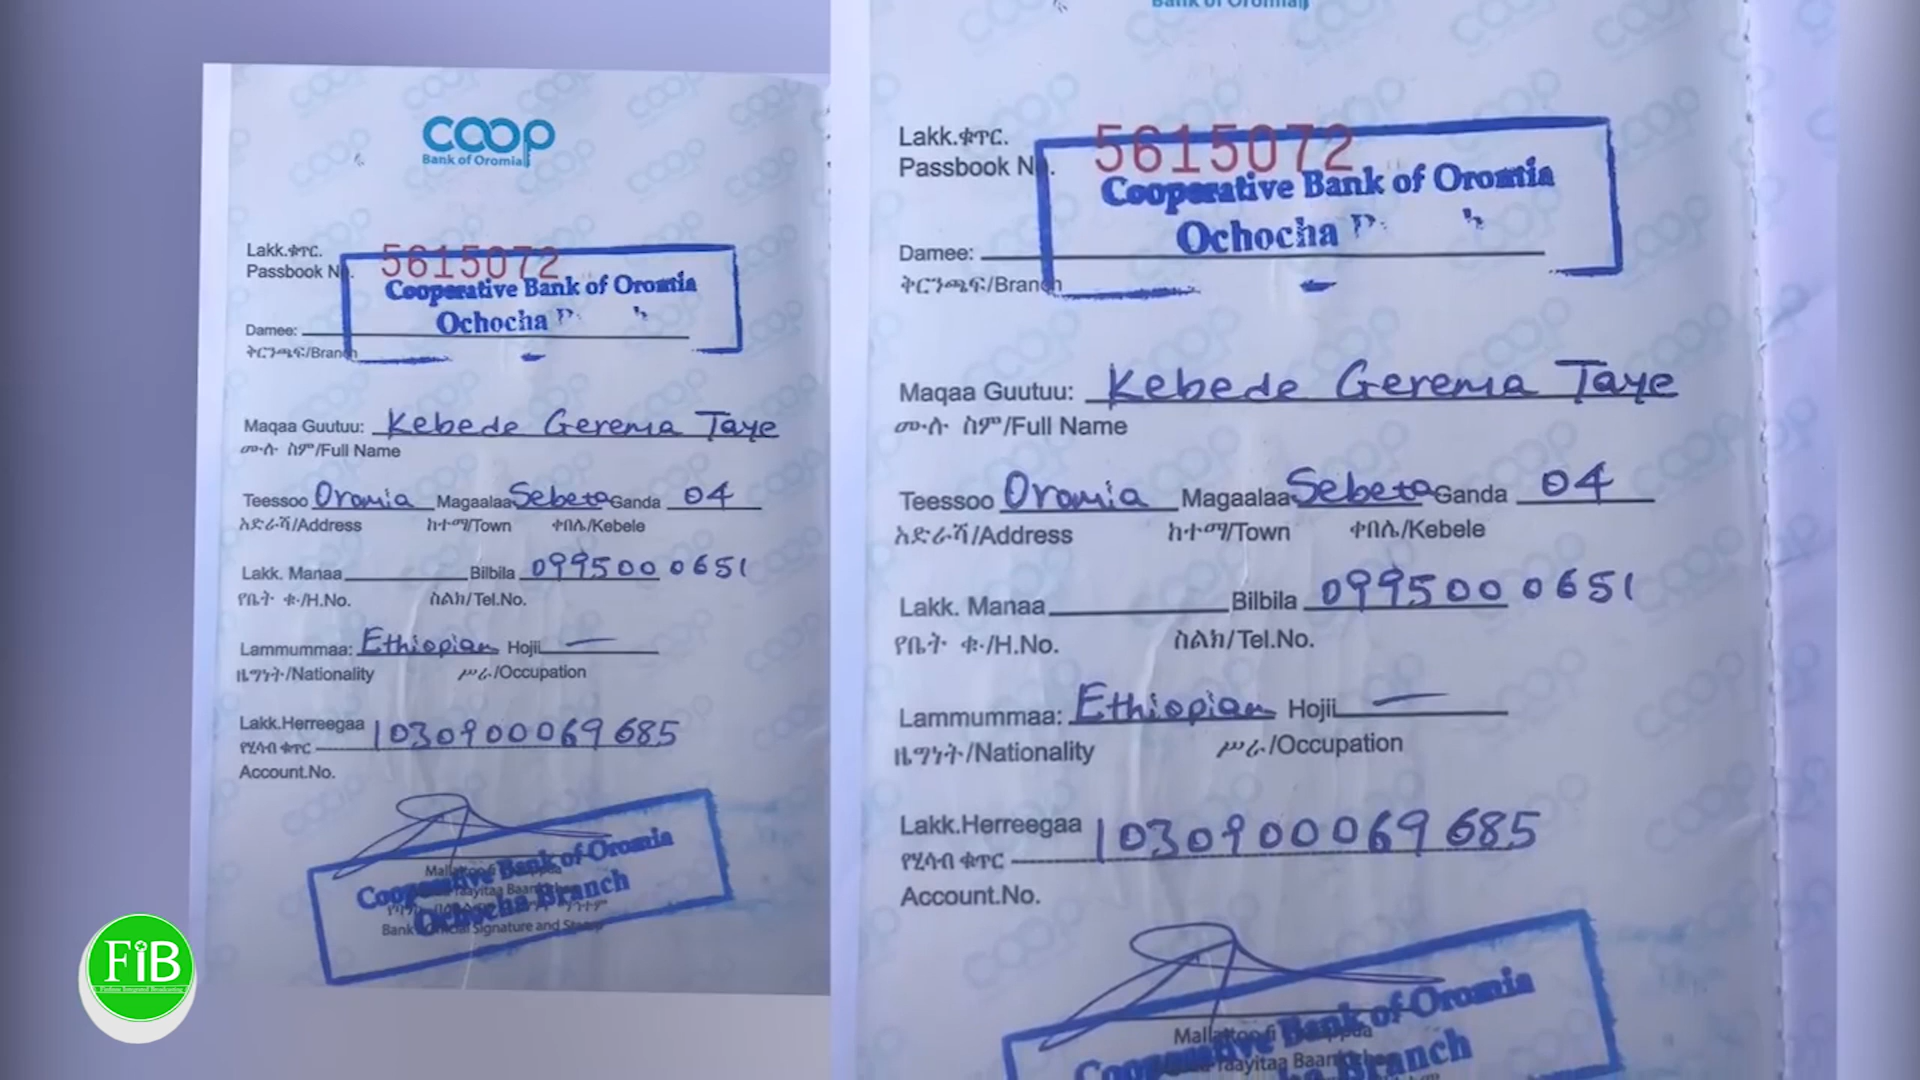 COOP
Bank of Oromia
Lakk.ቁጥር. 5615072
Passbook No.
Cooperative Bank of Oromia
Ochocha
Damee:
ቅርንጫፍ/Branch
Maqaa Guutuu: Kebede Gerema Taye
ሙሉ ስም/Full Name
Teessoo Oromia Magaalaa Sebeta Ganda 04
አድራሻ/Address ከተማ/Town ቀበሌ/Kebele
Lakk. Manaa Bilbila 0995000651
የቤት ቁ./H.No. ስልክ/Tel.No.
Lammummaa: Ethiopian Hojii
ዜግነት/Nationality ሥራ/Occupation
Lakk.Herreegaa 1030900069685
የሂሳብ ቁጥር
Account.No.
Cooperative Bank of Oromia
Ochocha Branch
Bank Official Signature and Stamp
FIB
Bank of Oromia
Lakk.ቁጥር. 5615072
Passbook No.
Cooperative Bank of Oromia
Ochocha
Damee:
ቅርንጫፍ/Branch
Maqaa Guutuu: Kebede Gerema Taye
ሙሉ ስም/Full Name
Teessoo Oromia Magaalaa Sebeta Ganda 04
አድራሻ/Address ከተማ/Town ቀበሌ/Kebele
Lakk. Manaa Bilbila 0995000651
የቤት ቁ./H.No. ስልክ/Tel.No.
Lammummaa: Ethiopian Hojii
ዜግነት/Nationality ሥራ/Occupation
Lakk.Herreegaa 1030900069685
የሂሳብ ቁጥር
Account.No.
Cooperative Bank of Oromia
Branch